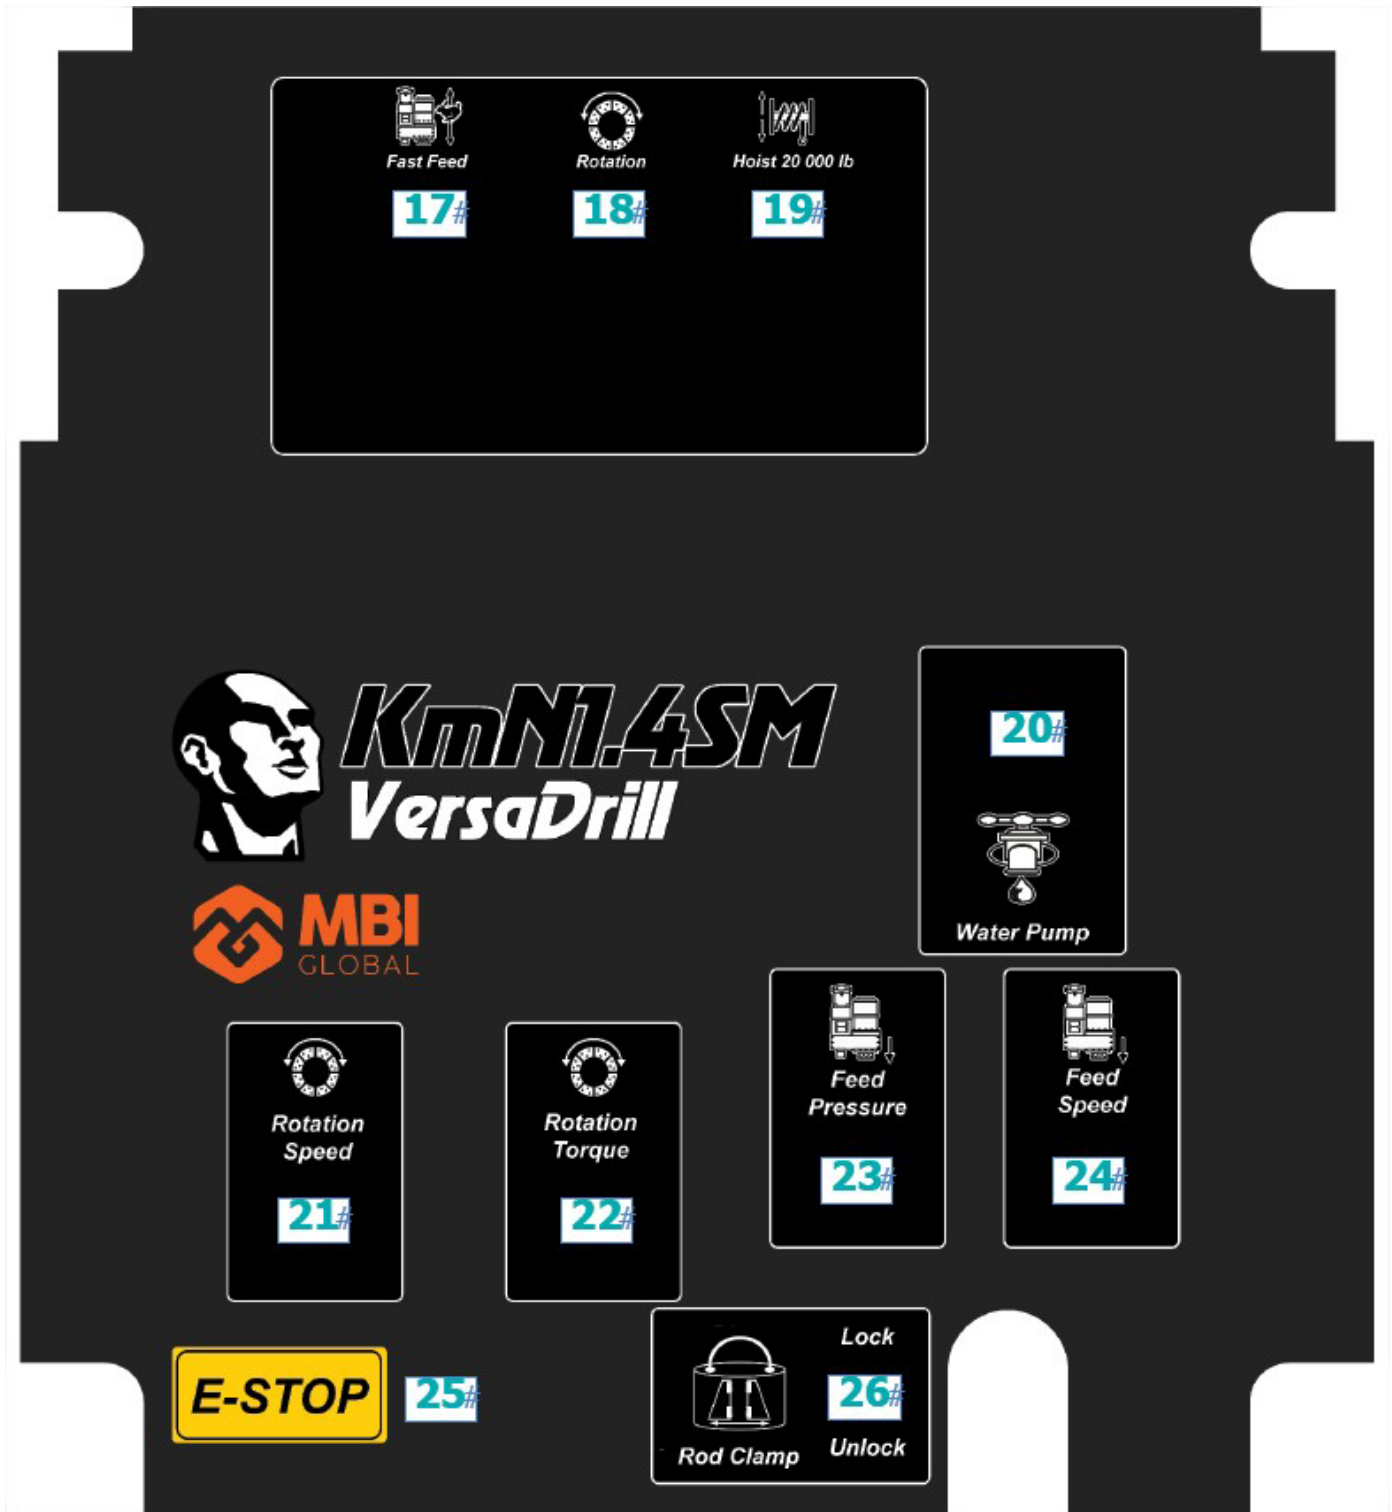 Fast Feed
Rotation
Hoist 20 000 lb
17#
18#
19#
KmN1.4SM
VersaDrill
MBI
GLOBAL
20#
Water Pump
Rotation
Speed
21#
Rotation
Torque
22#
Feed
Pressure
23#
Feed
Speed
24#
E-STOP
25#
Lock
26#
Unlock
Rod Clamp